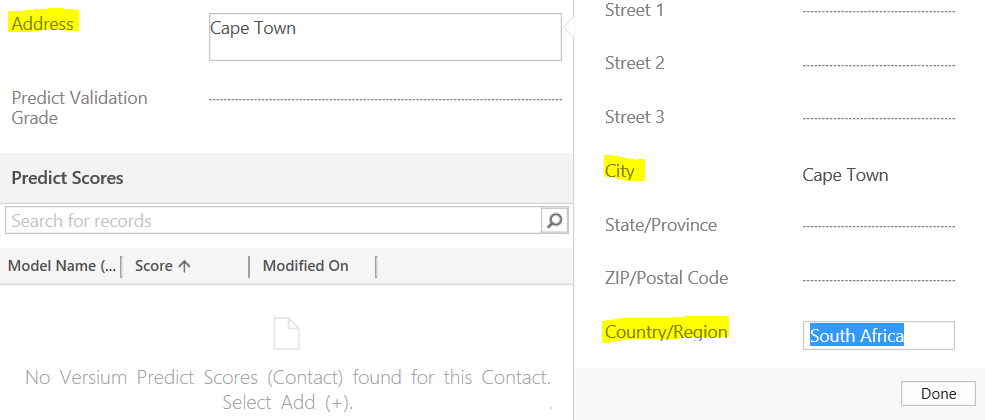 Address
Cape Town
Predict Validation
Grade
Predict Scores
Search for records
Model Name (... Score ↑ Modified On
No Versium Predict Scores (Contact) found for this Contact.
Select Add (+). .
Street 1
Street 2
Street 3
City
Cape Town
State/Province
ZIP/Postal Code
Country/Region
South Africa
Done